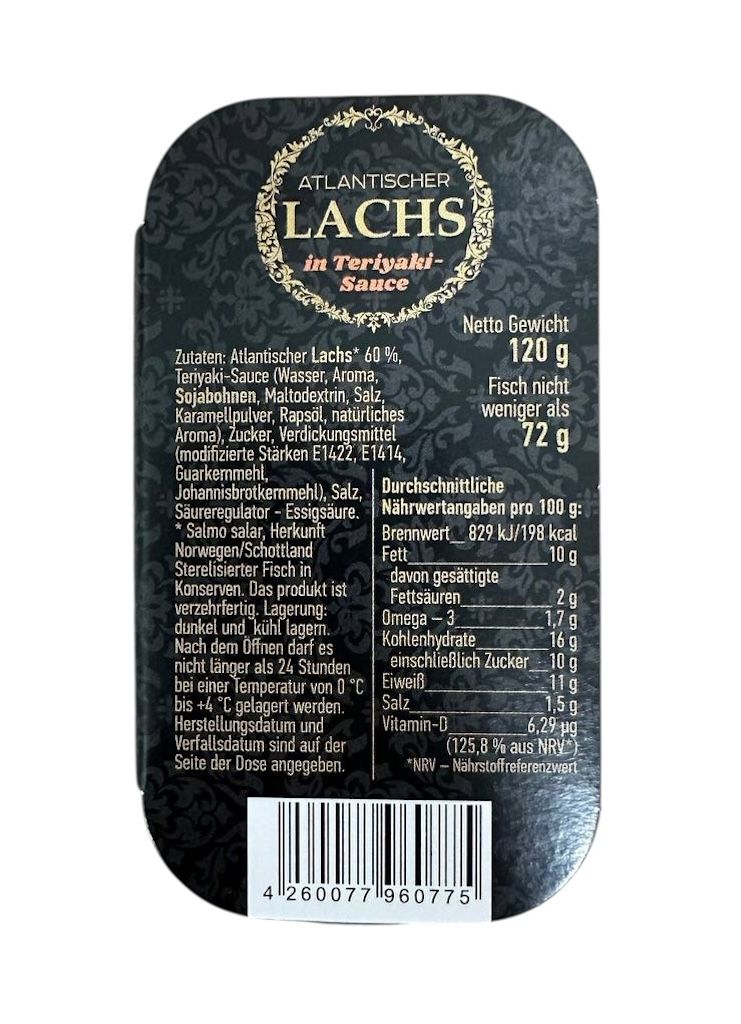 ATLANTISCHER
LACHS
in Teriyaki-
Sauce
Netto Gewicht
120 g
Fisch nicht
weniger als
72 g
Zutaten: Atlantischer Lachs* 60 %,
Teriyaki-Sauce (Wasser, Aroma,
Sojabohnen, Maltodextrin, Salz,
Karamellpulver, Rapsöl, natürliches
Aroma), Zucker, Verdickungsmittel
(modifizierte Stärken E1422, E1414,
Guarkernmehl,
Johannisbrotkernmehl), Salz,
Säureregulator - Essigsäure.
* Salmo salar, Herkunft
Norwegen/Schottland
Sterelisierter Fisch in
Konserven. Das produkt ist
verzehrfertig. Lagerung:
dunkel und kühl lagern.
Nach dem Öffnen darf es
nicht länger als 24 Stunden
bei einer Temperatur von 0 °C
bis +4 °C gelagert werden.
Herstellungsdatum und
Verfallsdatum sind auf der
Seite der Dose angegeben.
Durchschnittliche
Nährwertangaben pro 100 g:
Brennwert__829 kJ/198 kcal
Fett 10 g
davon gesättigte
Fettsäuren 2 g
Omega – 3 1,7 g
Kohlenhydrate 16 g
einschließlich Zucker 10 g
Eiweiß 11 g
Salz 1,5 g
Vitamin-D 6,29 µg
(125,8 % aus NRV*)
*NRV – Nährstoffreferenzwert
4 260077 960775